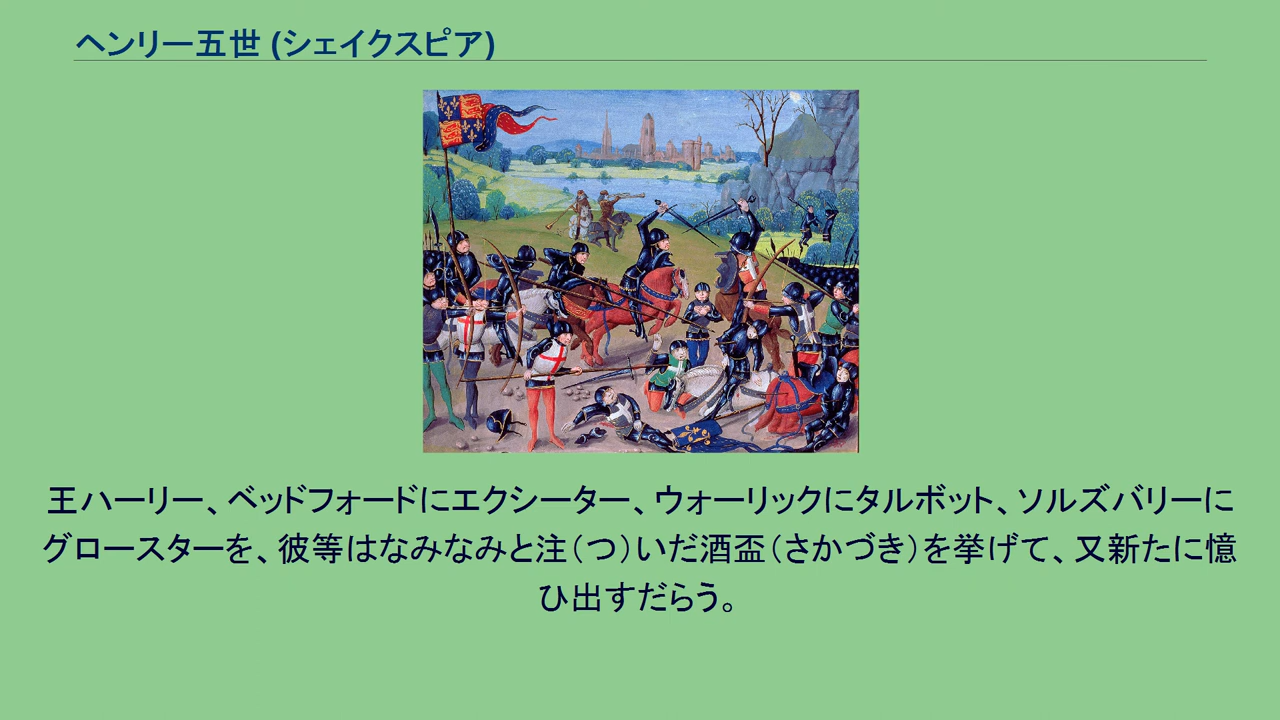 ヘンリー五世 (シェイクスピア)
王ハーリー、ベッドフォードにエクシーター、ウォーリックにタルボット、ソルズバリーに
グロースターを、彼等はなみなみと注（つ）いだ酒盃（さかづき）を挙げて、又新たに憶
ひ出すだらう。